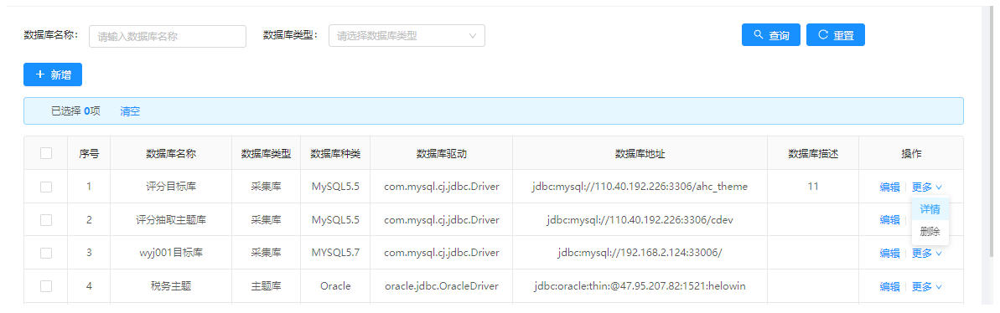 数据库名称： 请输入数据库名称 数据库类型： 请选择数据库类型 查询 重置
新增
已选择 0项 清空
序号 数据库名称 数据库类型 数据库种类 数据库驱动 数据库地址 数据库描述 操作
1 评分目标库 采集库 MySQL5.5 com.mysql.cj.jdbc.Driver jdbc:mysql://110.40.192.226:3306/ahc_theme 11 编辑 更多
详情
2 评分抽取主题库 采集库 MySQL5.5 com.mysql.cj.jdbc.Driver jdbc:mysql://110.40.192.226:3306/cdev 编辑
删除
3 wyj001目标库 采集库 MYSQL5.7 com.mysql.cj.jdbc.Driver jdbc:mysql://192.168.2.124:33006/ 编辑 更多
4 税务主题 主题库 Oracle oracle.jdbc.OracleDriver jdbc:oracle:thin:@47.95.207.82:1521:helowin 编辑 更多